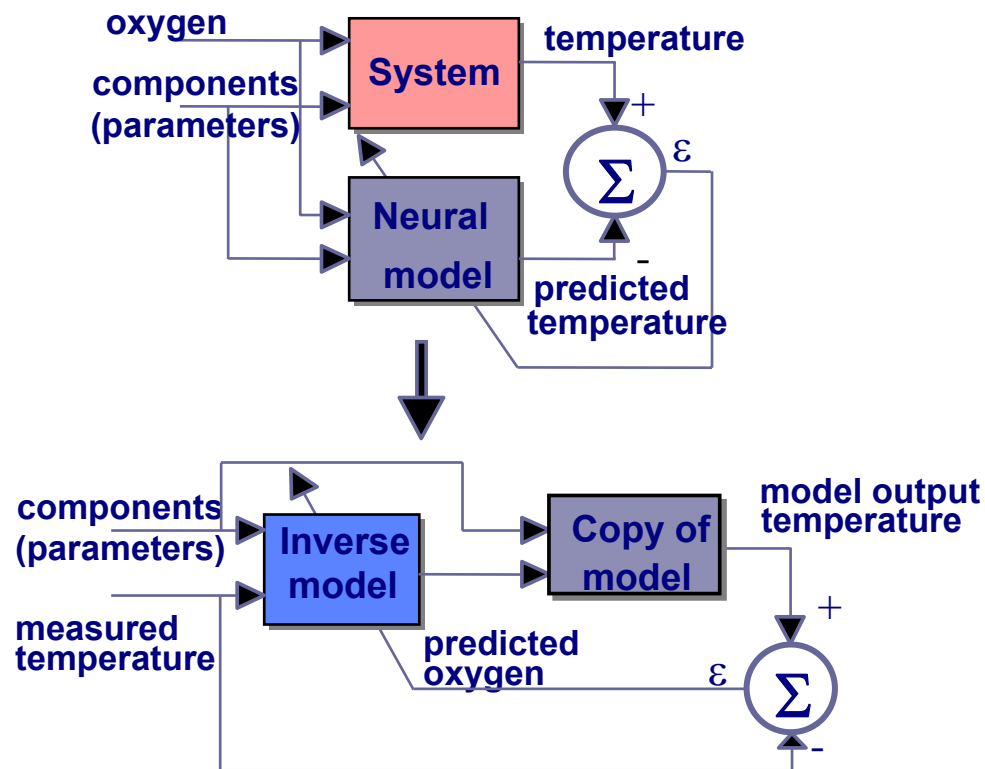 oxygen
temperature
System
components
(parameters)
+
ε
Σ
Neural
model
-
predicted
temperature
components
(parameters)
Inverse
model
Copy of
model
model output
temperature
measured
temperature
predicted
oxygen
+
ε
Σ
-